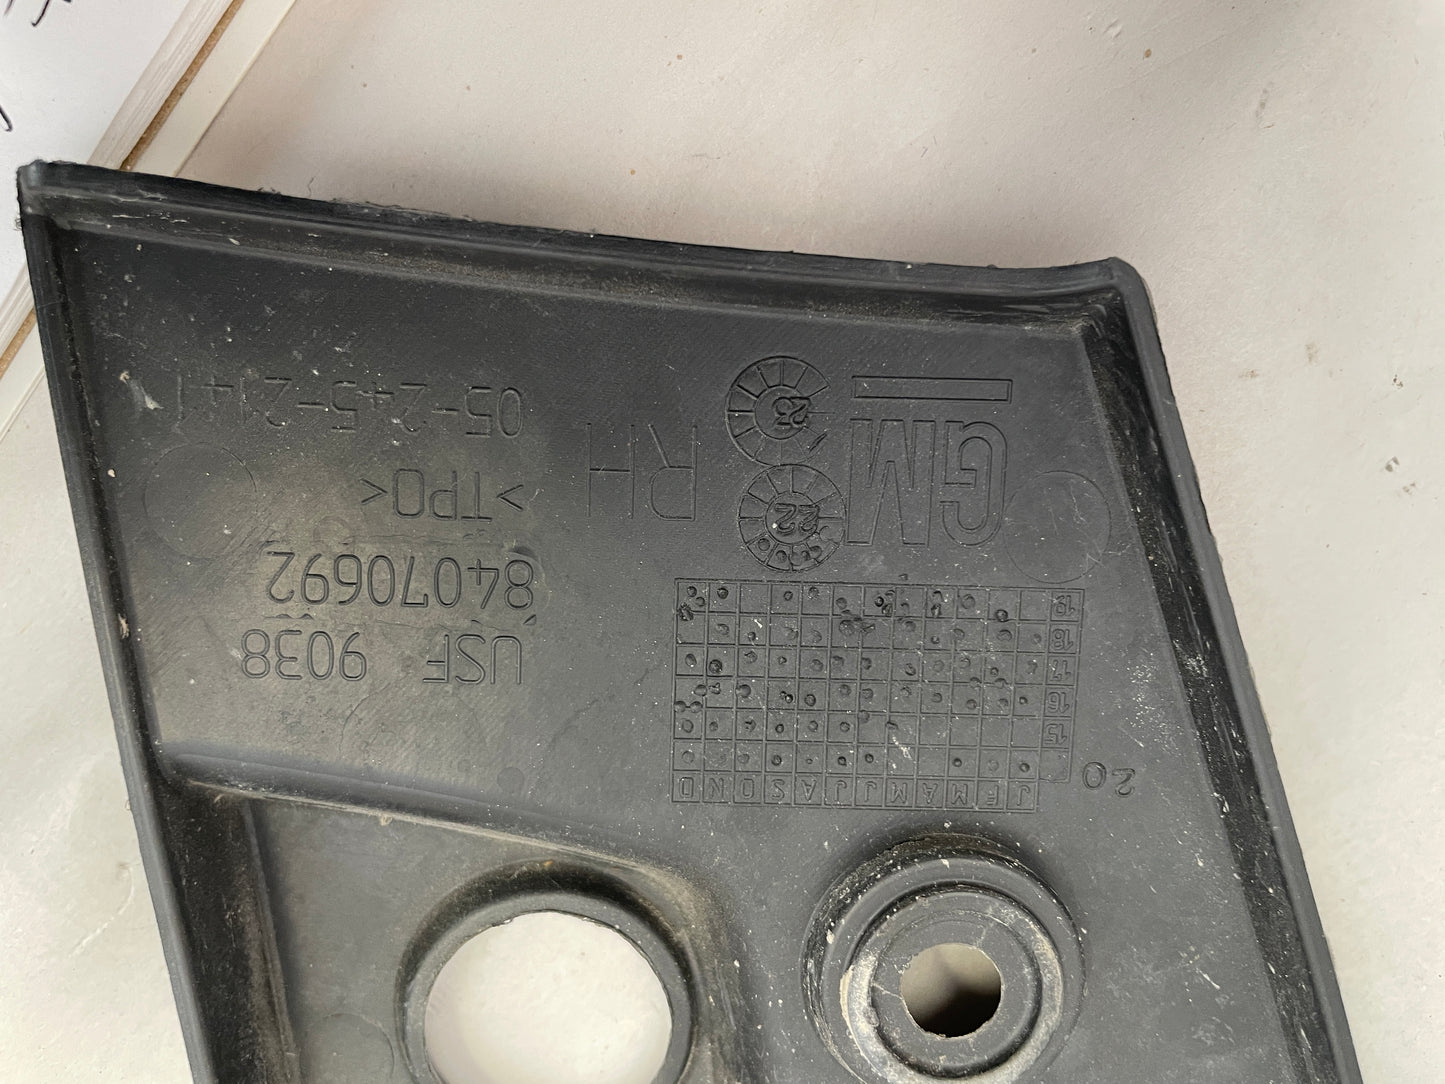 20
J F M A M J J A S O N D
15
16
17
18
19
GM
22
23
RH
USF 9038
84070692
>TPO<
05-245-2141